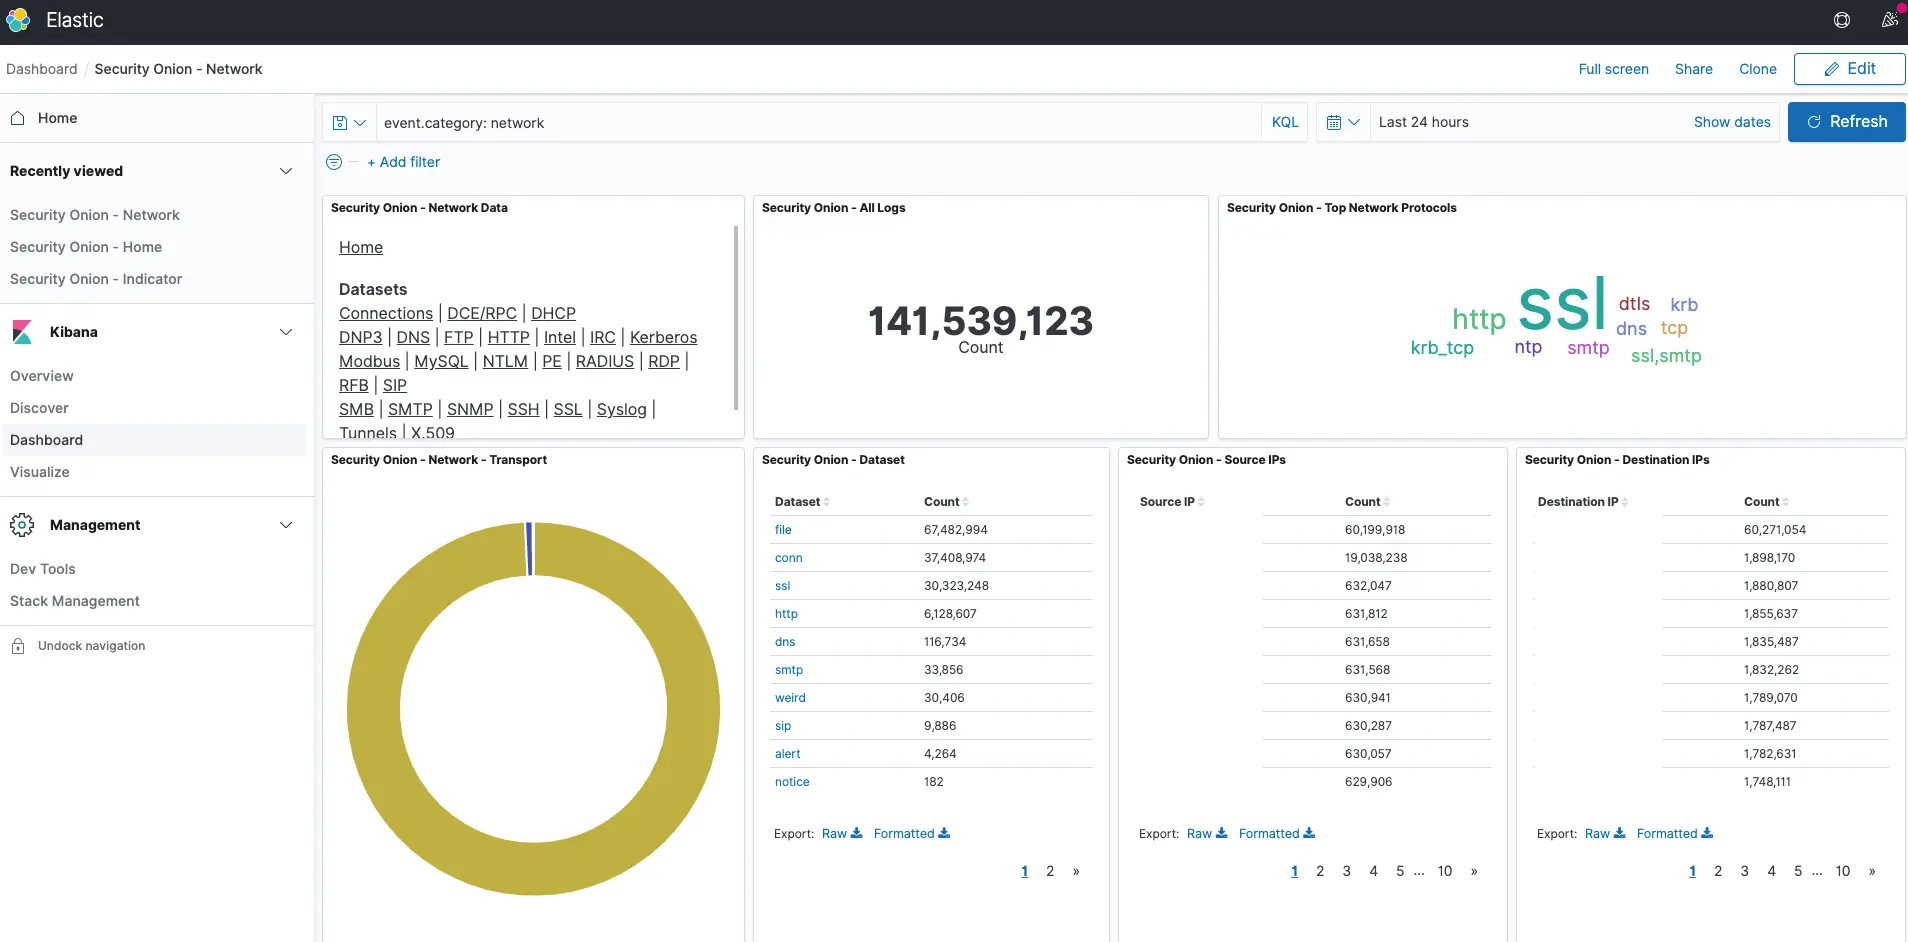 Elastic
Dashboard / Security Onion - Network
Full screen Share Clone Edit
Home
Recently viewed
Security Onion - Network
Security Onion - Home
Security Onion - Indicator
Kibana
Overview
Discover
Dashboard
Visualize
Management
Dev Tools
Stack Management
Undock navigation
event.category: network KQL Last 24 hours Show dates Refresh
+ Add filter
Security Onion - Network Data
Home
Datasets
Connections | DCE/RPC | DHCP
DNP3 | DNS | FTP | HTTP | Intel | IRC | Kerberos
Modbus | MySQL | NTLM | PE | RADIUS | RDP |
RFB | SIP
SMB | SMTP | SNMP | SSH | SSL | Syslog |
Tunnels | X.509
Security Onion - All Logs
141,539,123
Count
Security Onion - Top Network Protocols
http ssl dtls krb
dns tcp
krb_tcp ntp smtp ssl,smtp
Security Onion - Network - Transport
Security Onion - Dataset
Dataset Count
file 67,482,994
conn 37,408,974
ssl 30,323,248
http 6,128,607
dns 116,734
smtp 33,856
weird 30,406
sip 9,886
alert 4,264
notice 182
Export: Raw Formatted
1 2 »
Security Onion - Source IPs
Source IP Count
60,199,918
19,038,238
632,047
631,812
631,658
631,568
630,941
630,287
630,057
629,906
Export: Raw Formatted
1 2 3 4 5 ... 10 »
Security Onion - Destination IPs
Destination IP Count
60,271,054
1,898,170
1,880,807
1,855,637
1,835,487
1,832,262
1,789,070
1,787,487
1,782,631
1,748,111
Export: Raw Formatted
1 2 3 4 5 ... 10 »